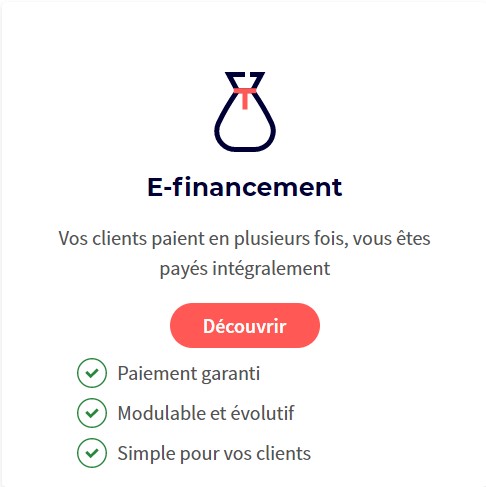 E-financement
Vos clients paient en plusieurs fois, vous êtes
payés intégralement
Découvrir
Paiement garanti
Modulable et évolutif
Simple pour vos clients